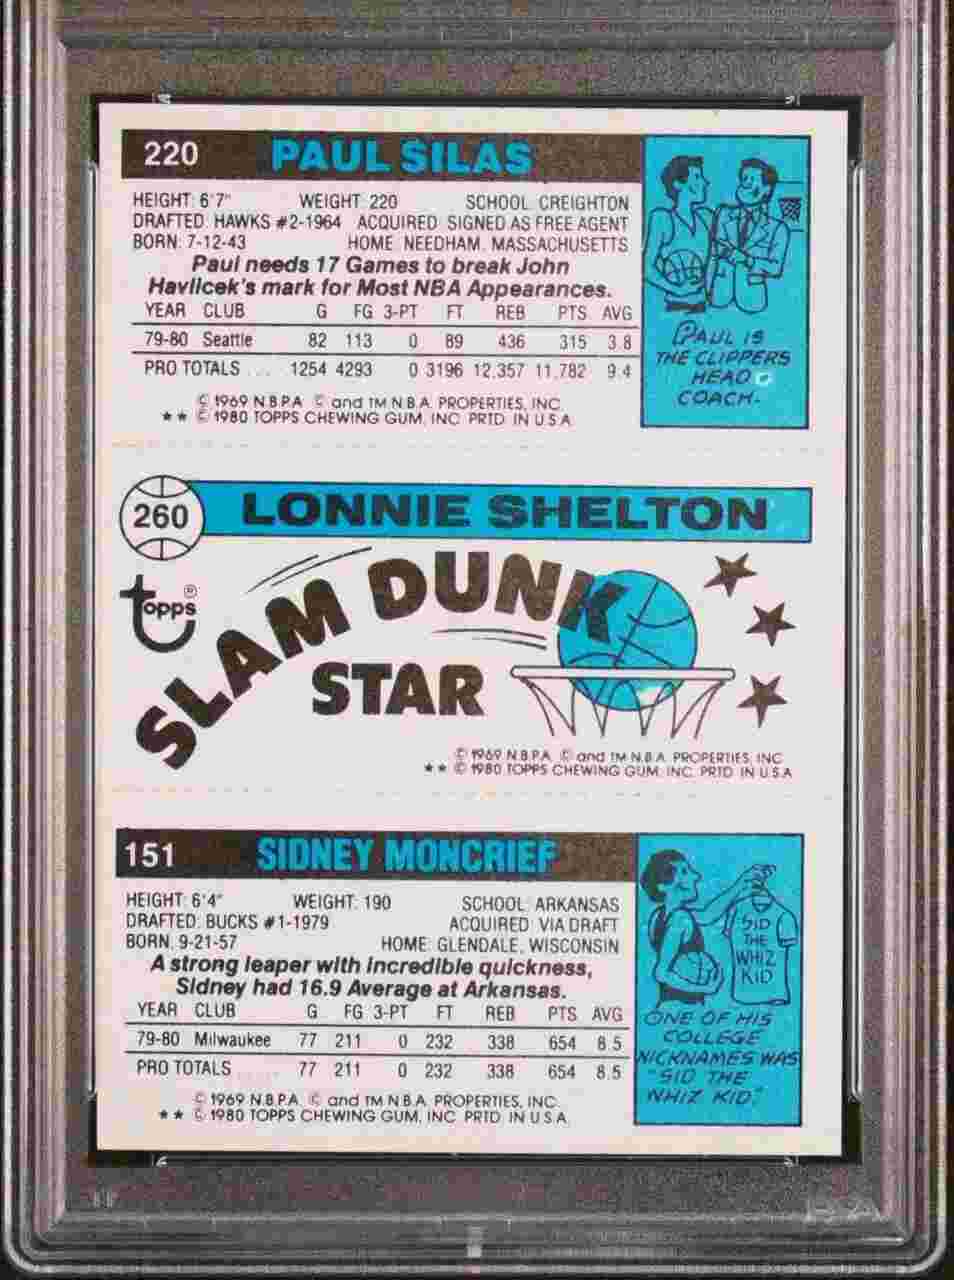 220 PAUL SILAS
HEIGHT: 6'7" WEIGHT: 220 SCHOOL: CREIGHTON
DRAFTED: HAWKS #2-1964 ACQUIRED: SIGNED AS FREE AGENT
BORN: 7-12-43 HOME: NEEDHAM, MASSACHUSETTS
Paul needs 17 Games to break John
Havlicek's mark for Most NBA Appearances.
YEAR CLUB G FG 3-PT FT REB PTS AVG
79-80 Seattle 82 113 0 89 436 315 3.8
PRO TOTALS . . . 1254 4293 0 3196 12,357 11,782 9.4
© 1969 N.B.P.A. © and TM N.B.A. PROPERTIES, INC.
** © 1980 TOPPS CHEWING GUM, INC. PRTD. IN U.S.A.
PAUL IS
THE CLIPPERS
HEAD
COACH.
260 LONNIE SHELTON
topps®
SLAM DUNK
STAR
© 1969 N.B.P.A. © and TM N.B.A. PROPERTIES, INC.
** © 1980 TOPPS CHEWING GUM, INC. PRTD. IN U.S.A.
151 SIDNEY MONCRIEF
HEIGHT: 6'4" WEIGHT: 190 SCHOOL: ARKANSAS
DRAFTED: BUCKS #1-1979 ACQUIRED: VIA DRAFT
BORN: 9-21-57 HOME: GLENDALE, WISCONSIN
A strong leaper with incredible quickness,
Sidney had 16.9 Average at Arkansas.
YEAR CLUB G FG 3-PT FT REB PTS AVG
79-80 Milwaukee 77 211 0 232 338 654 8.5
PRO TOTALS 77 211 0 232 338 654 8.5
© 1969 N.B.P.A. © and TM N.B.A. PROPERTIES, INC.
** © 1980 TOPPS CHEWING GUM, INC. PRTD. IN U.S.A.
SID
THE
WHIZ
KID
ONE OF HIS
COLLEGE
NICKNAMES WAS
"SID THE
WHIZ KID."